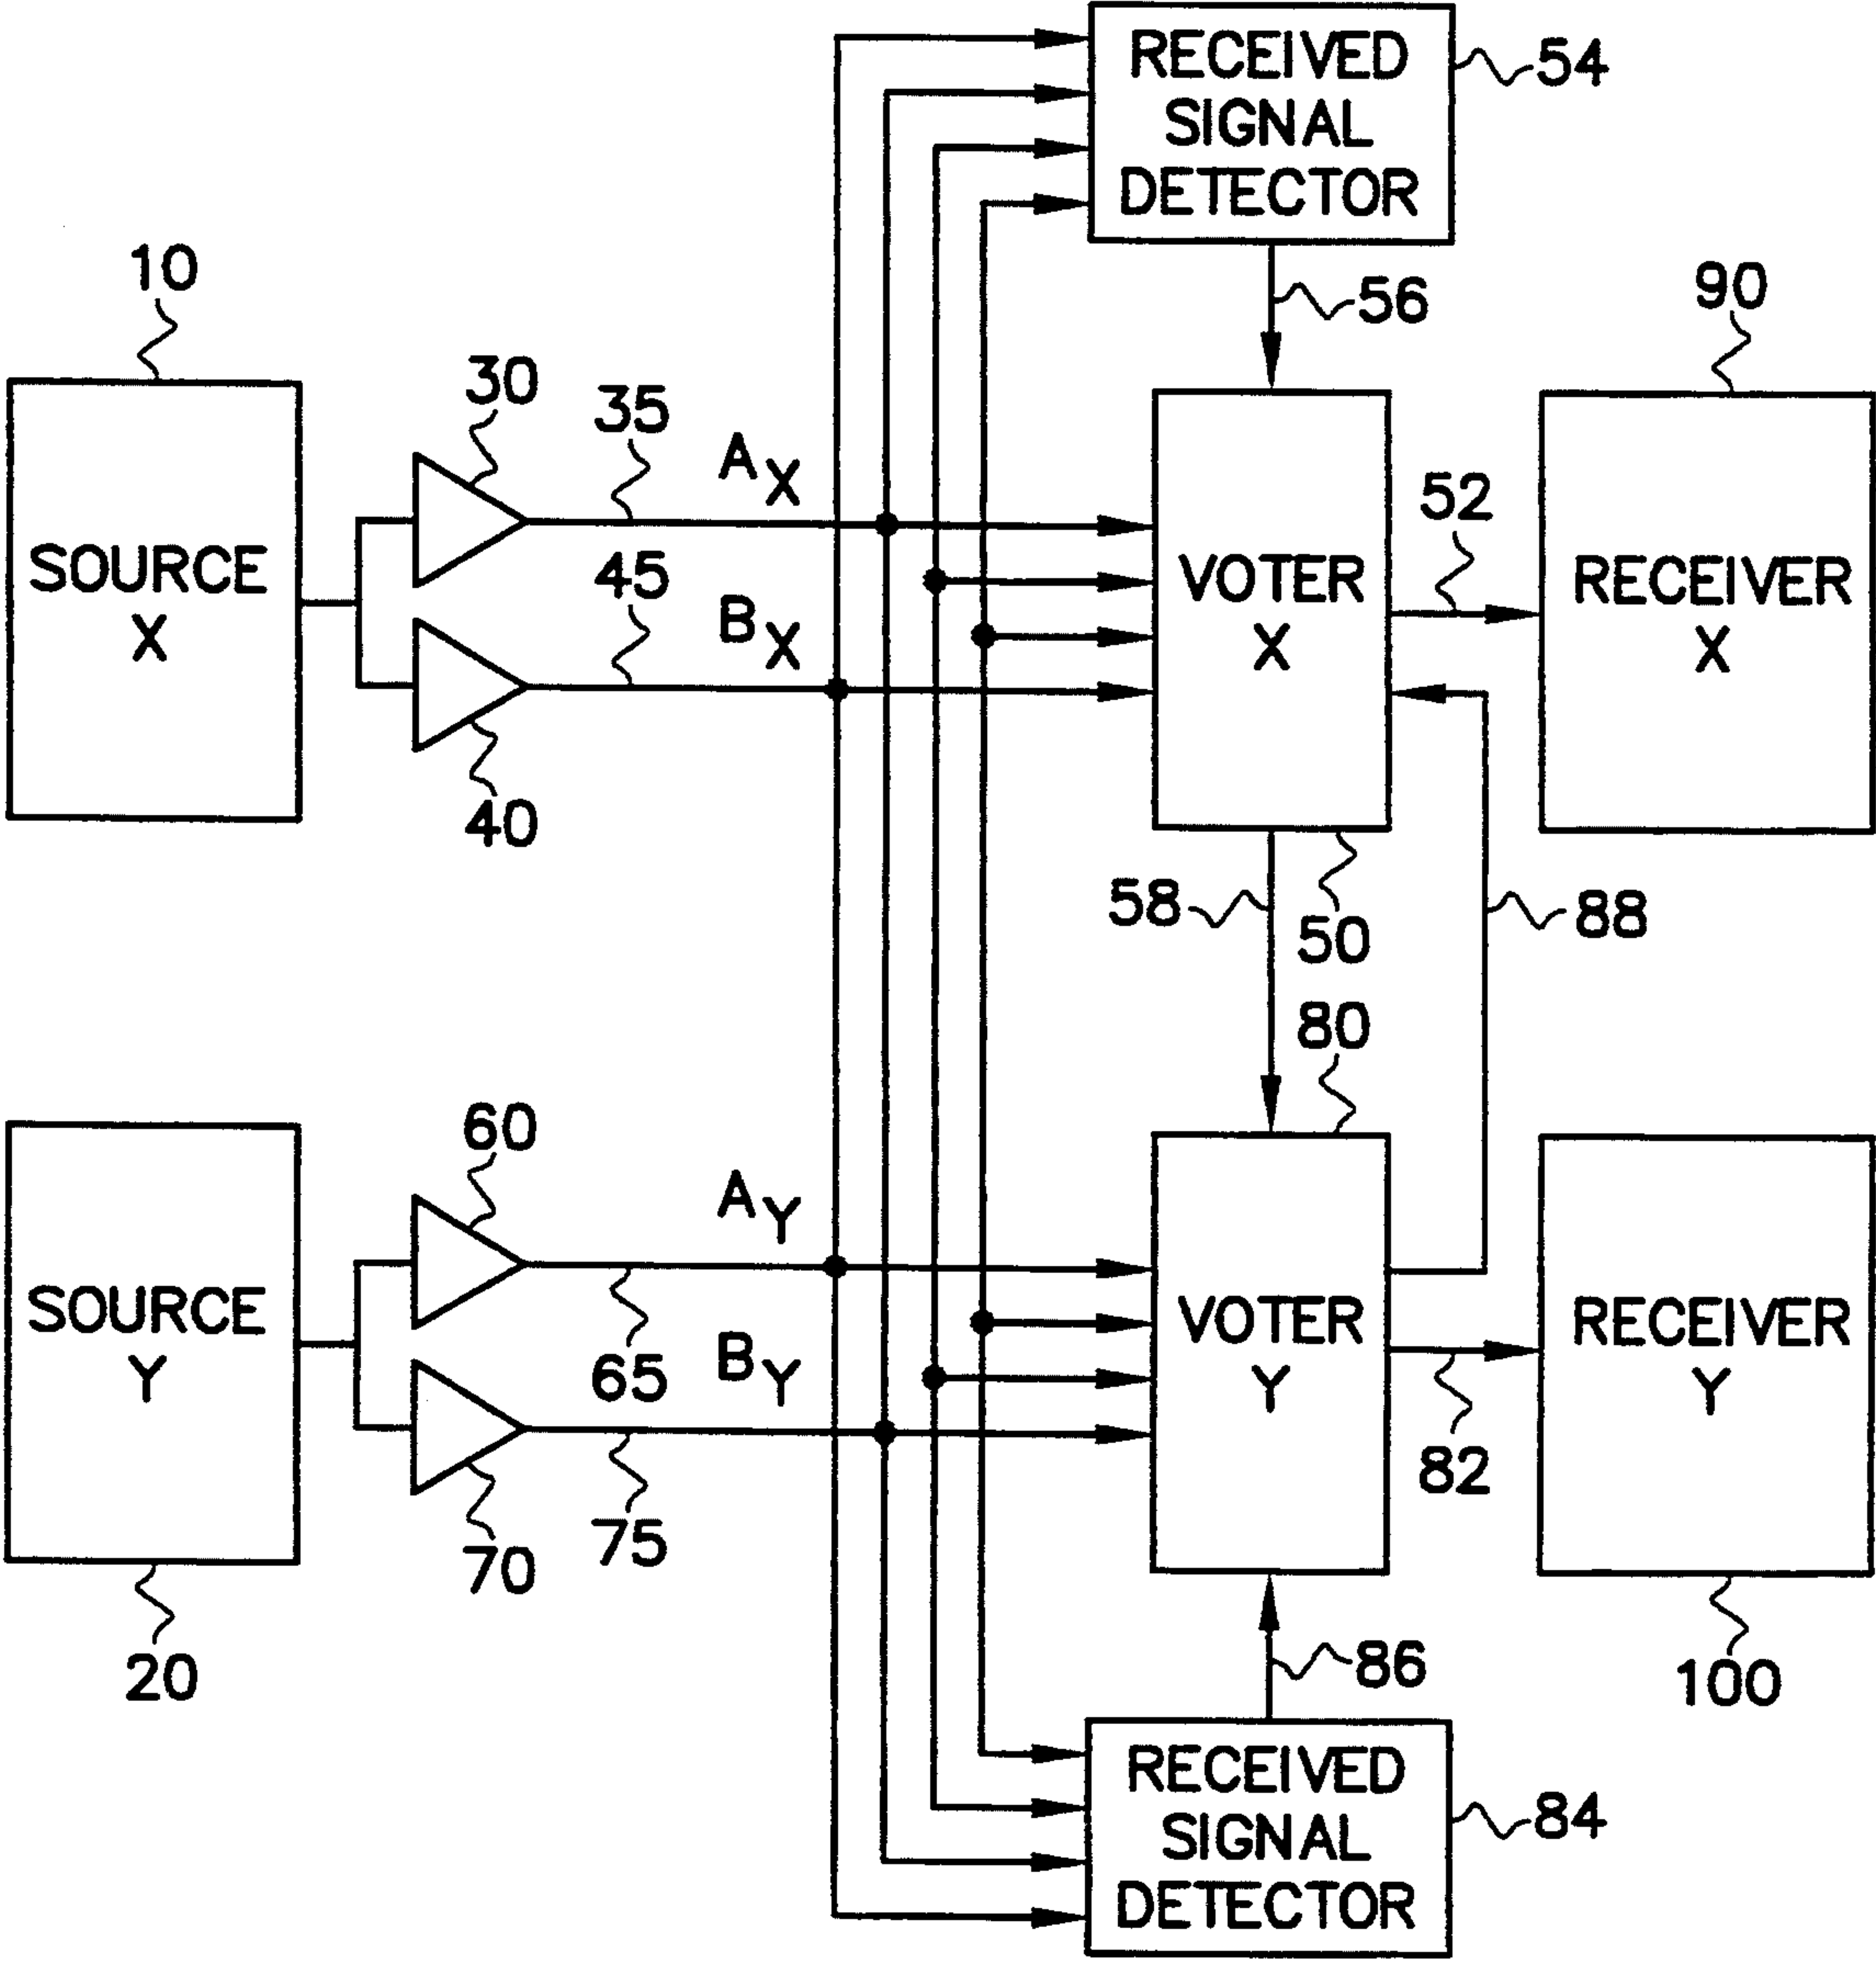 RECEIVED
SIGNAL
DETECTOR
54
10
56
90
30
35
A X
SOURCE
X
45
B X
VOTER
X
52
RECEIVER
X
40
58
50
88
80
60
A Y
SOURCE
Y
65
B Y
VOTER
Y
RECEIVER
Y
82
70
75
20
86
100
RECEIVED
SIGNAL
DETECTOR
84